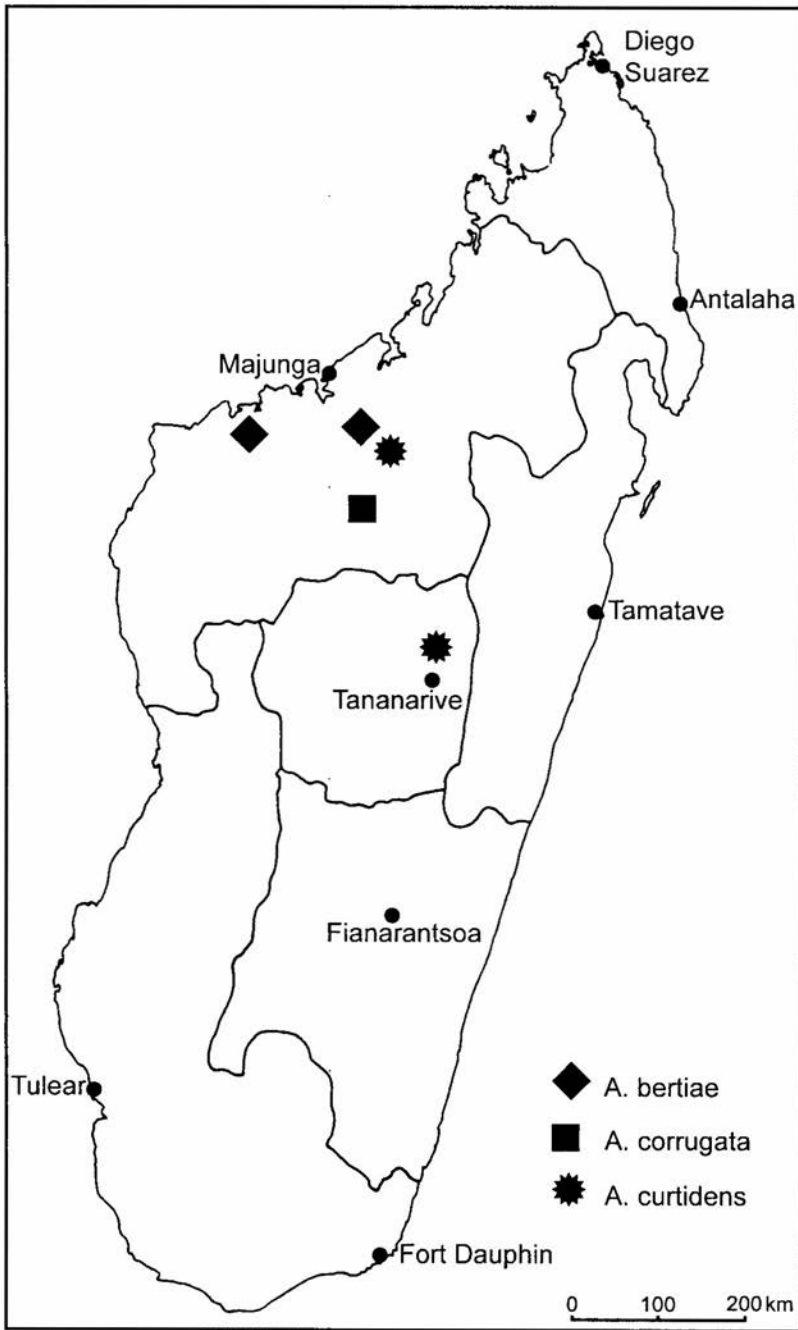 Diego
Suarez
Antalaha
Majunga
Tamatave
Tananarive
Fianarantsoa
Tulear
A. bertiae
A. corrugata
A. curtidens
Fort Dauphin
0 100 200 km